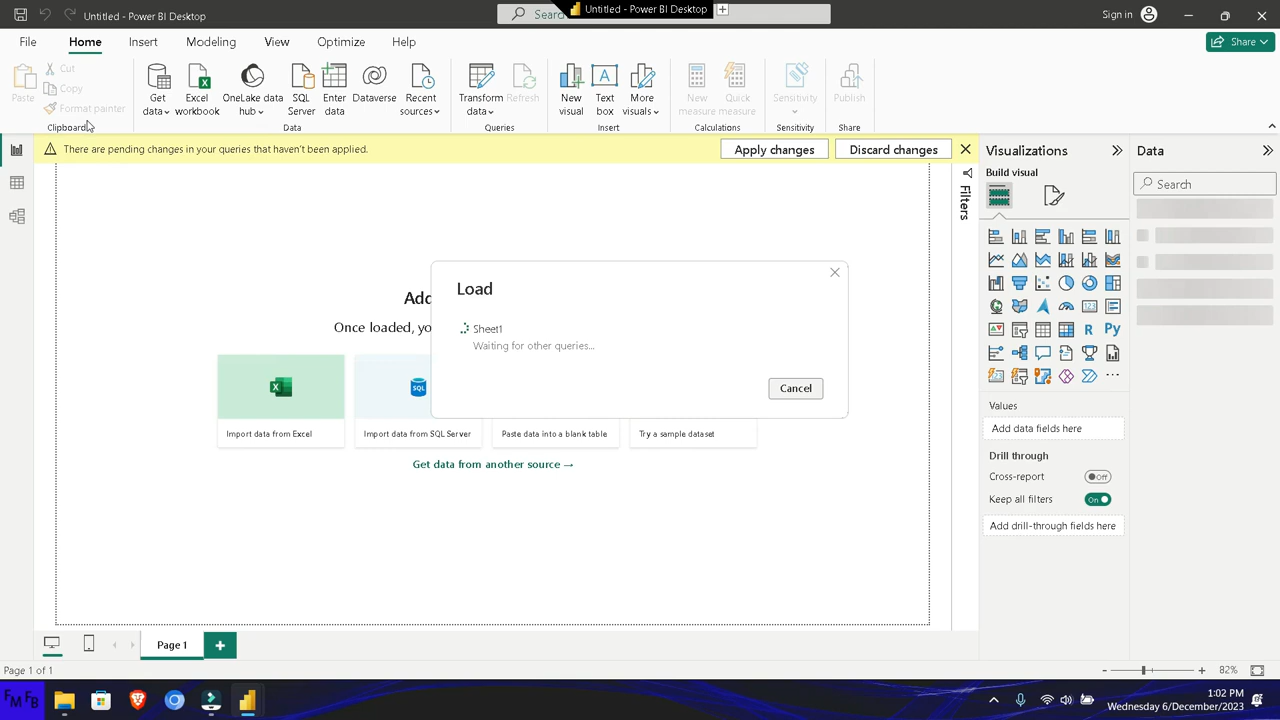 Untitled - Power BI Desktop
Search
Untitled - Power BI Desktop
Sign in
File
Home
Insert
Modeling
View
Optimize
Help
Share
Paste
Cut
Copy
Format painter
Clipboard
Get data
Excel workbook
OneLake data hub
SQL Server
Enter data
Dataverse
Recent sources
Data
Transform data
Refresh
Queries
New visual
Text box
More visuals
Insert
New measure
Quick measure
Calculations
Sensitivity
Sensitivity
Publish
Share
There are pending changes in your queries that haven't been applied.
Apply changes
Discard changes
Filters
Visualizations
Build visual
Data
Search
Add
Once loaded, yo
Load
Sheet1
Waiting for other queries...
Cancel
SQL
Import data from Excel
Import data from SQL Server
Paste data into a blank table
Try a sample dataset
Get data from another source →
R
Py
123
Values
Add data fields here
Drill through
Cross-report
Off
Keep all filters
On
Add drill-through fields here
Page 1
Page 1 of 1
82%
FM FB
1:02 PM
Wednesday 6/December/2023